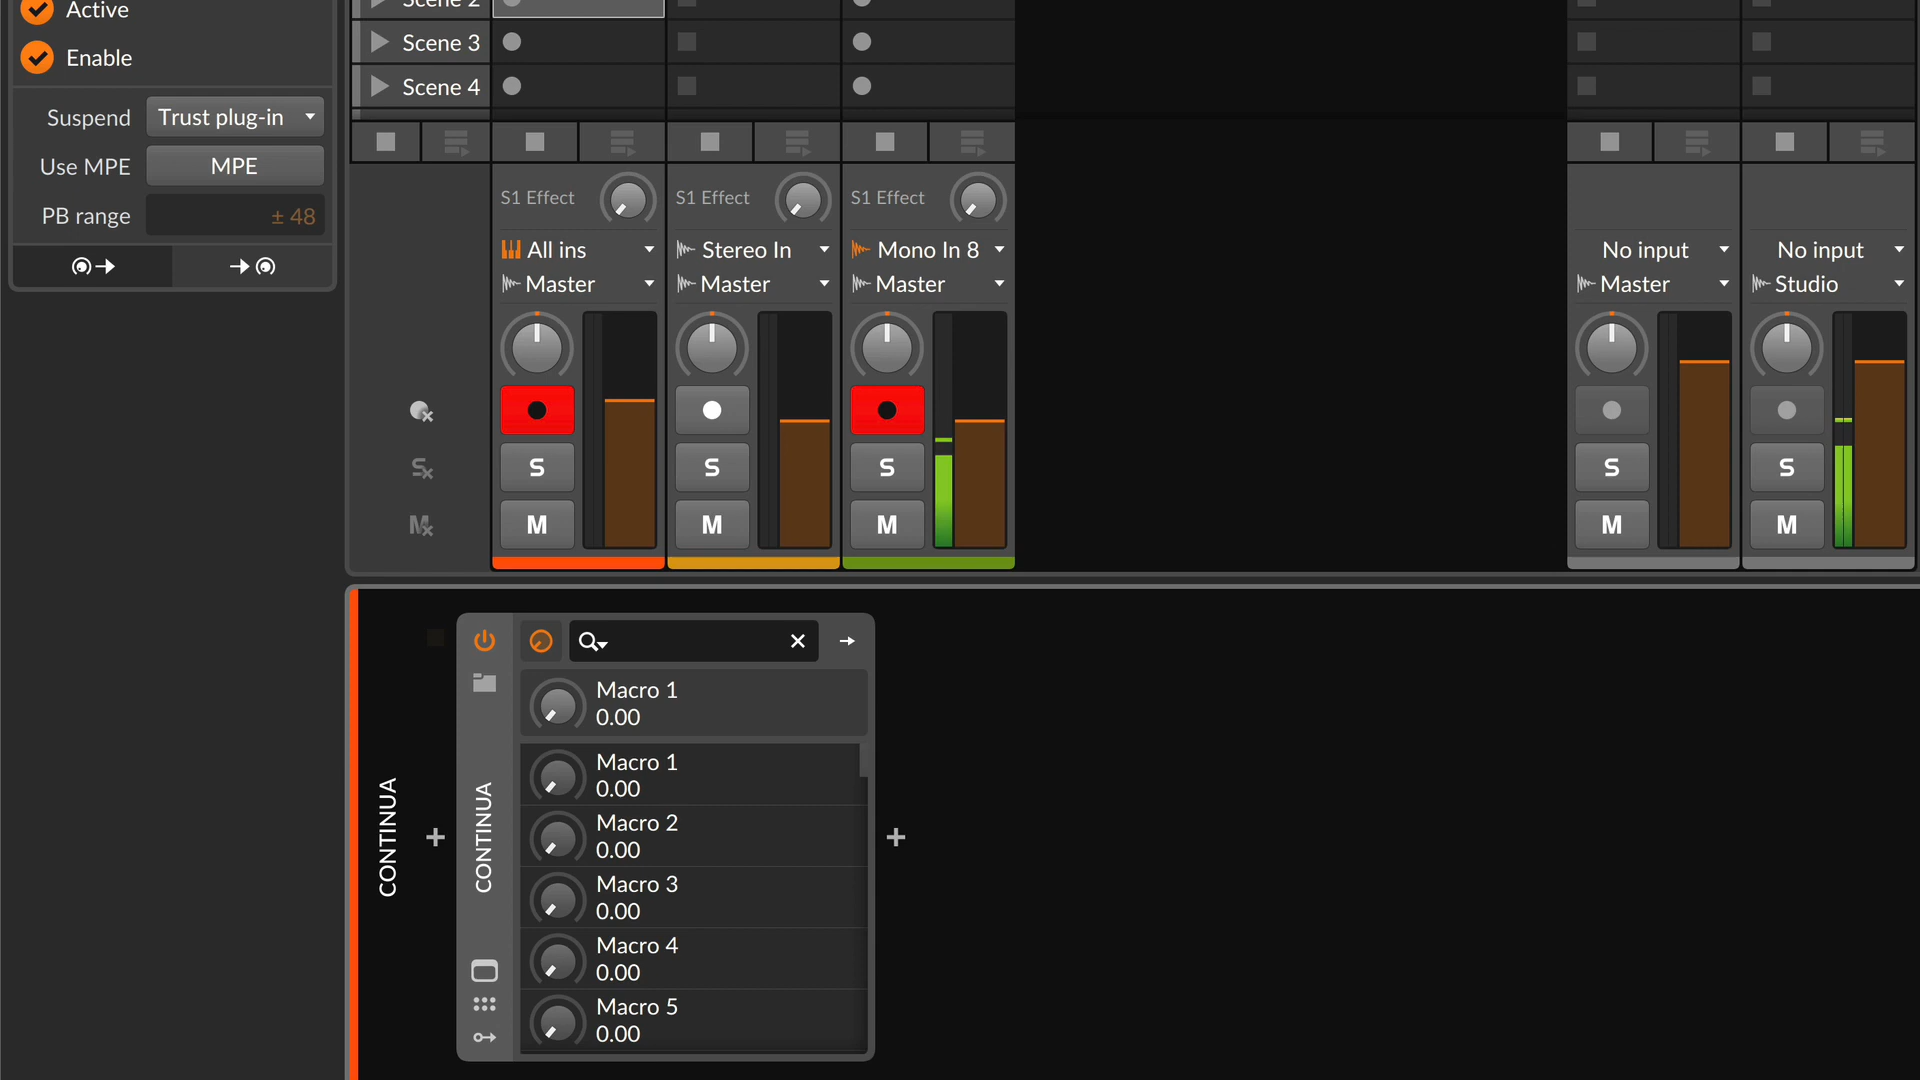 Active
Enable
Suspend Trust plug-in
Use MPE MPE
PB range ± 48
Scene 2
Scene 3
Scene 4
S1 Effect S1 Effect S1 Effect
All ins Stereo In Mono In 8 No input No input
Master Master Master Master Studio
S S S S S
M M M M M
CONTINUA
CONTINUA
Macro 1
0.00
Macro 1
0.00
Macro 2
0.00
Macro 3
0.00
Macro 4
0.00
Macro 5
0.00